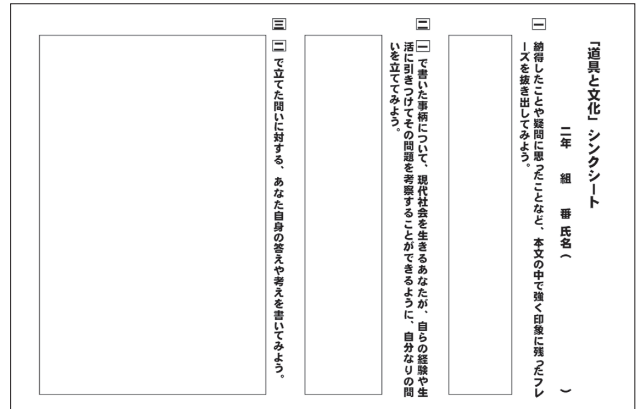 「道具と文化」シンクシート
二年　組　番　氏名（　　　　）
一　納得したことや疑問に思ったことなど、本文の中で強く印象に残ったフレ
ーズを抜き出してみよう。
二　一で書いた事柄について、現代社会を生きるあなたが、自らの経験や生
活に引きつけてその問題を考察することができるように、自分なりの問
いを立ててみよう。
三　二で立てた問いに対する、あなた自身の答えや考えを書いてみよう。